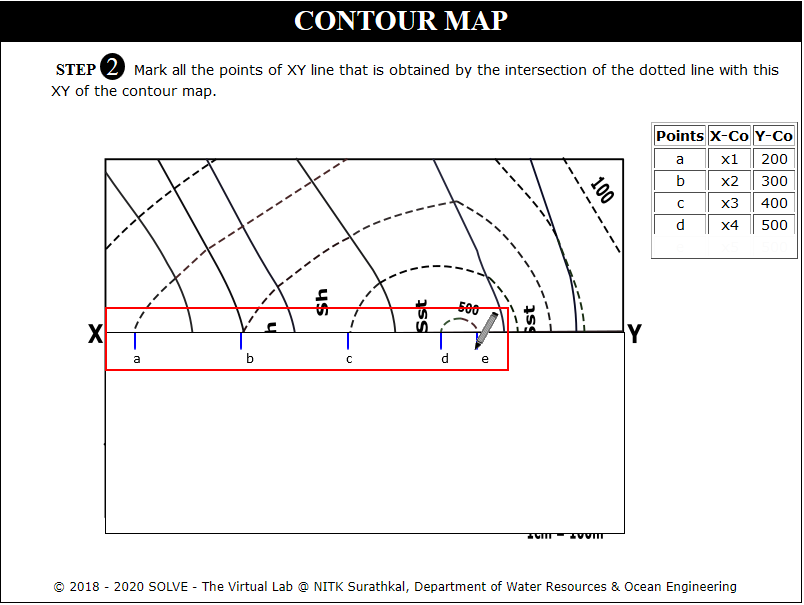 CONTOUR MAP
STEP 2 Mark all the points of XY line that is obtained by the intersection of the dotted line with this
XY of the contour map.
Points X-Co Y-Co
a x1 200
b x2 300
c x3 400
d x4 500
100
sh
h
Sst
500
Sst
X
Y
a b c d e
© 2018 - 2020 SOLVE - The Virtual Lab @ NITK Surathkal, Department of Water Resources & Ocean Engineering